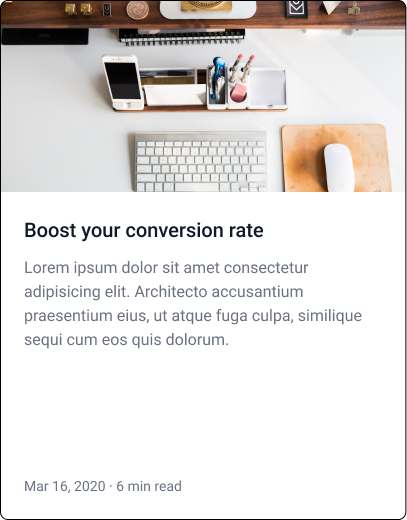 Boost your conversion rate
Lorem ipsum dolor sit amet consectetur
adipisicing elit. Architecto accusantium
praesentium eius, ut atque fuga culpa, similique
sequi cum eos quis dolorum.
Mar 16, 2020 · 6 min read